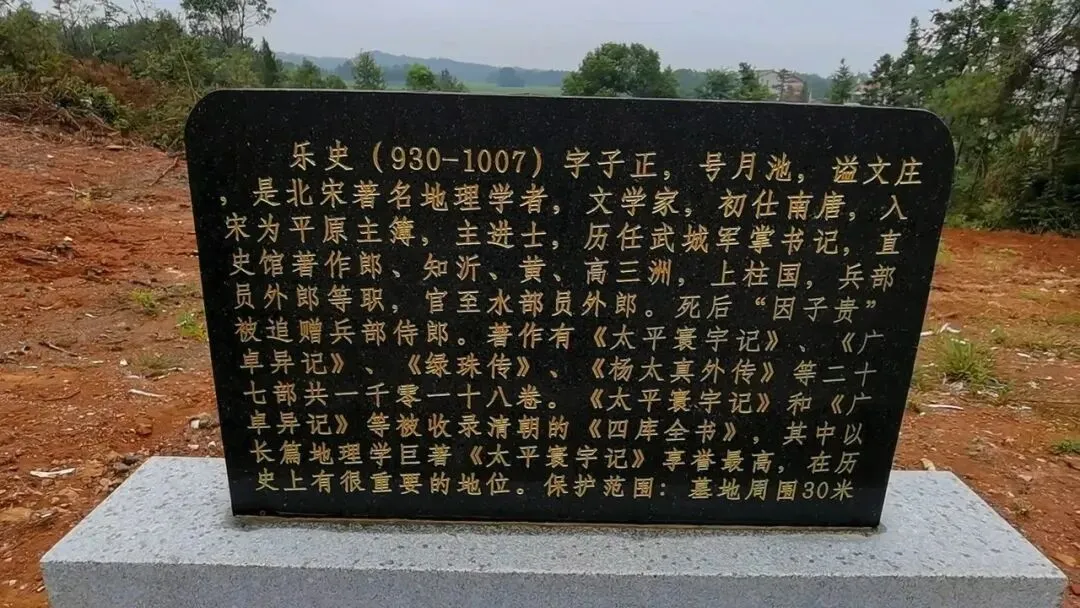 乐史（930-1007）字子正，号月池，谥文庄
，是北宋著名地理学者，文学家，初仕南唐，入
宋为平原主簿，主进士，历任武城军掌书记，直
史馆著作郎、知沂、黄、高三洲，上柱国，兵部
员外郎等职，官至水部员外郎。死后“因子贵”
被追赠兵部侍郎。著作有《太平寰宇记》、《广
卓异记》、《绿珠传》、《杨太真外传》等二十
七部共一千零一十八卷。《太平寰宇记》和《广
卓异记》等被收录清朝的《四库全书》，其中以
长篇地理学巨著《太平寰宇记》享誉最高，在历
史上有很重要的地位。保护范围：墓地周围30米